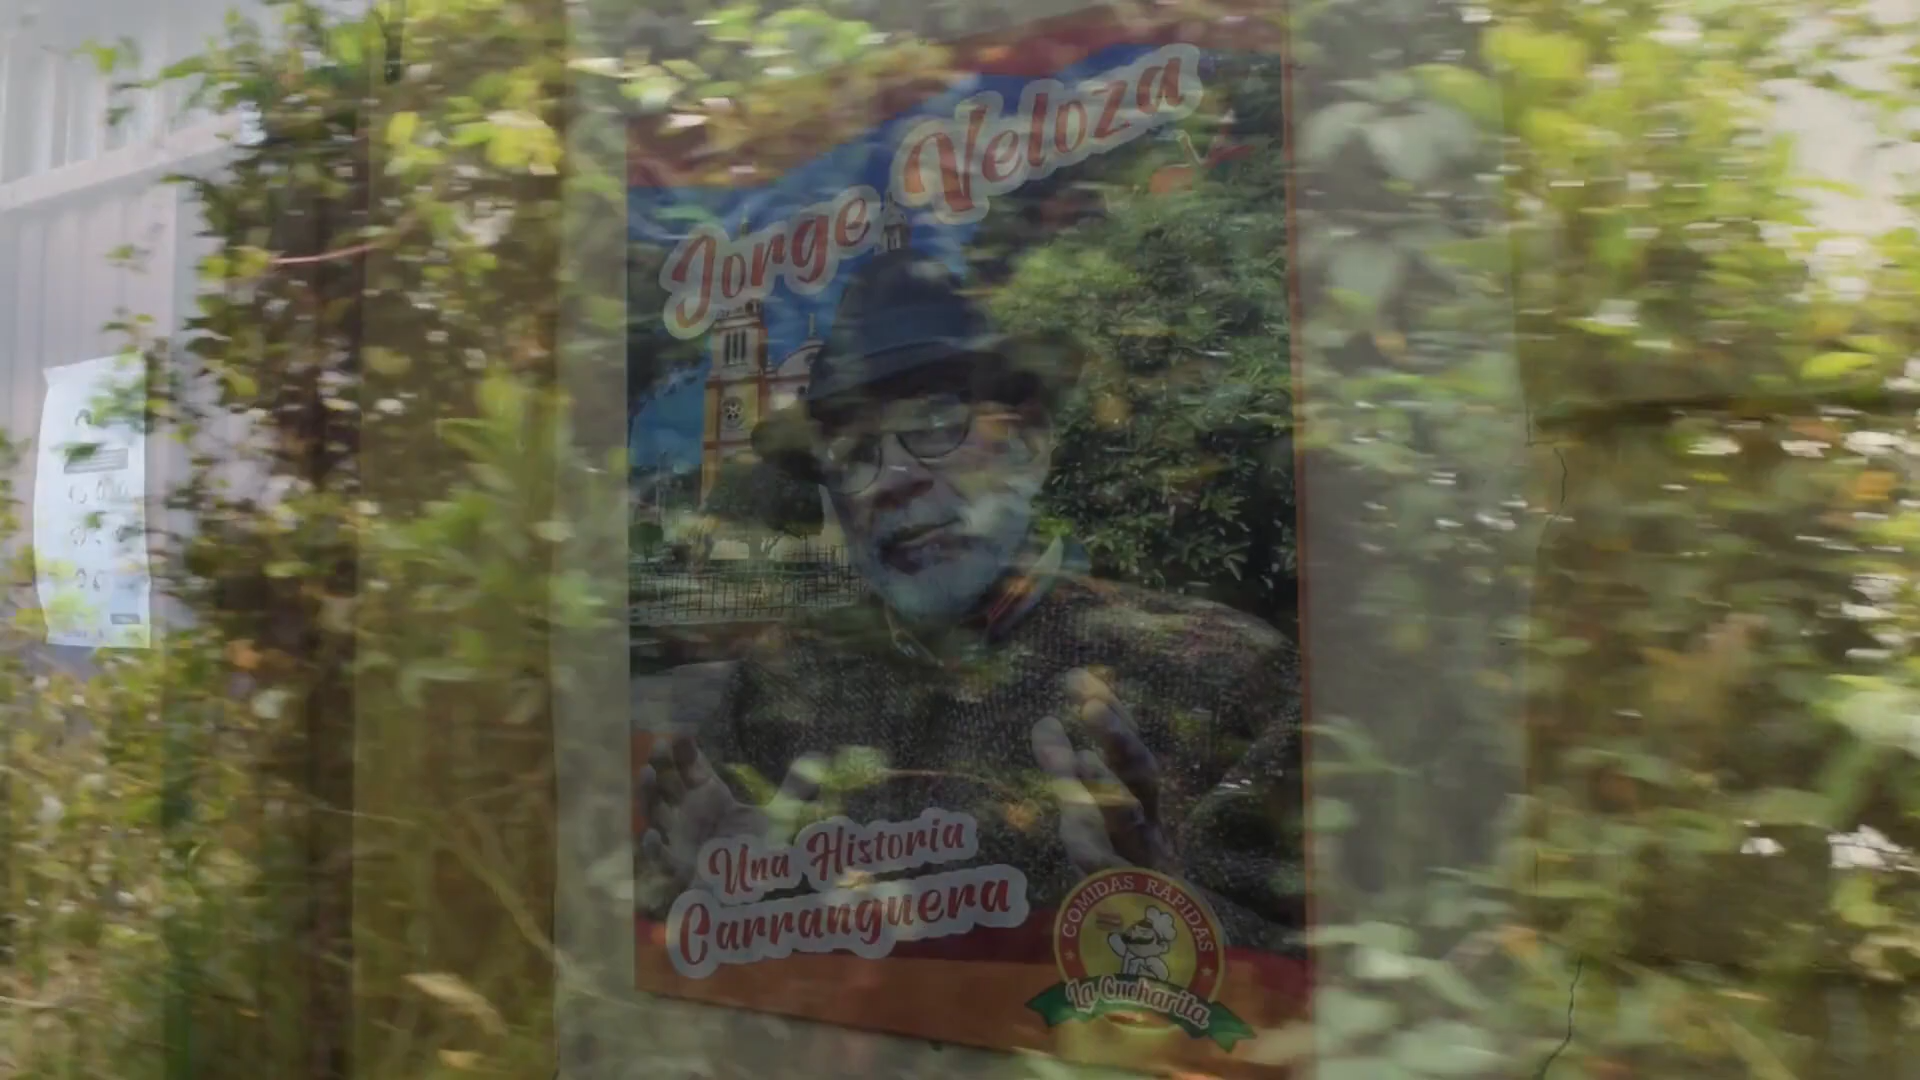 Jorge Veloza
Una Historia
Carranguera
COMIDAS RAPIDAS
La Cucharita